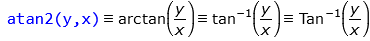 atan2(y,x) ≡ arctan(y/x) ≡ tan⁻¹(y/x) ≡ Tan⁻¹(y/x)